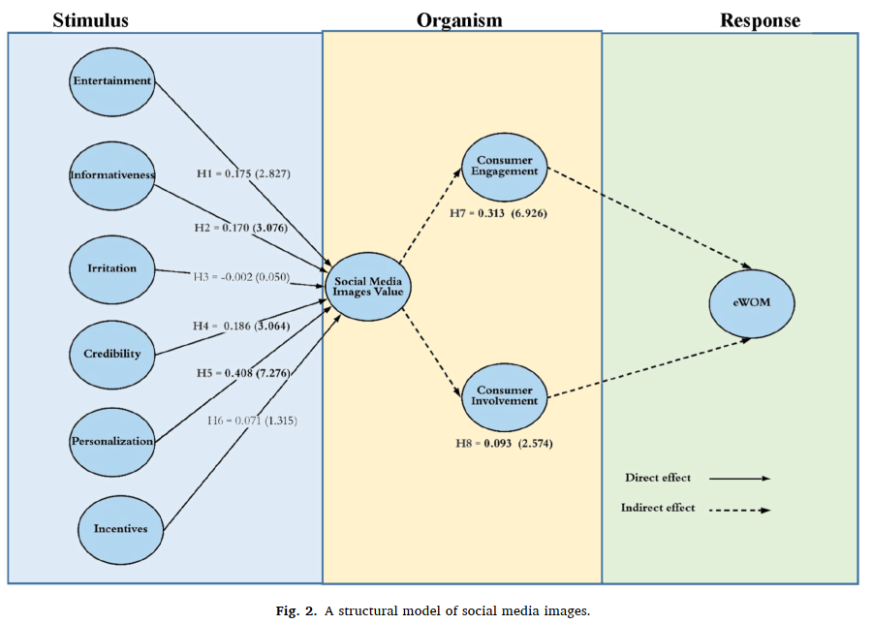 Stimulus
Organism
Response
Entertainment
Informativeness
Irritation
Credibility
Personalization
Incentives
H1 = 0.175 (2.827)
H2 = 0.170 (3.076)
H3 = -0.002 (0.050)
H4 = 0.186 (3.064)
H5 = 0.408 (7.276)
H6 = 0.071 (1.315)
Social Media
Images Value
Consumer
Engagement
H7 = 0.313 (6.926)
Consumer
Involvement
H8 = 0.093 (2.574)
eWOM
Direct effect
Indirect effect
Fig. 2. A structural model of social media images.